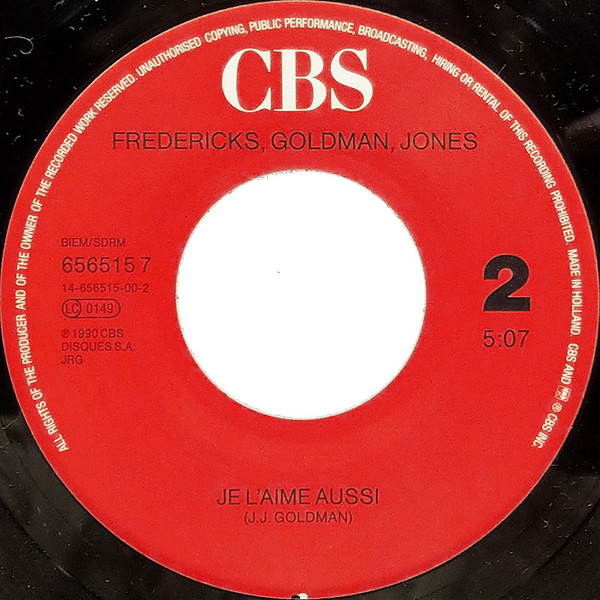 ALL RIGHTS OF THE PRODUCER AND OF THE OWNER OF THE RECORDED WORK RESERVED. UNAUTHORISED COPYING, PUBLIC PERFORMANCE, BROADCASTING, HIRING OR RENTAL OF THIS RECORDING PROHIBITED. MADE IN HOLLAND. CBS AND ® CBS INC.
CBS
FREDERICKS, GOLDMAN, JONES
BIEM/SDRM
656515 7
14-656515-00-2
LC 0149
℗ 1990 CBS
DISQUES S.A.
JRG
2
5:07
JE L'AIME AUSSI
(J.J. GOLDMAN)